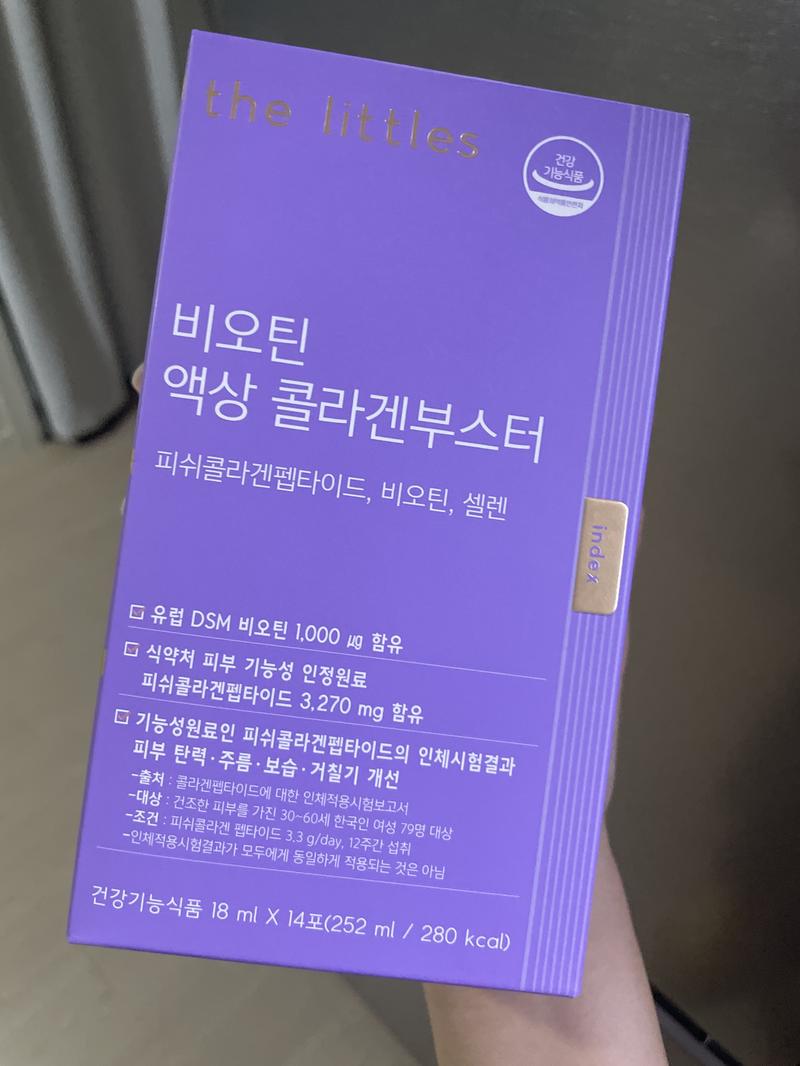 the littles
건강
기능식품
식품의약품안전처
비오틴
액상 콜라겐부스터
피쉬콜라겐펩타이드, 비오틴, 셀렌
index
유럽 DSM 비오틴 1,000 ㎍ 함유
식약처 피부 기능성 인정원료
피쉬콜라겐펩타이드 3,270 mg 함유
기능성원료인 피쉬콜라겐펩타이드의 인체시험결과
피부 탄력·주름·보습·거칠기 개선
-출처 : 콜라겐펩타이드에 대한 인체적용시험보고서
-대상 : 건조한 피부를 가진 30~60세 한국인 여성 79명 대상
-조건 : 피쉬콜라겐 펩타이드 3.3 g/day, 12주간 섭취
-인체적용시험결과가 모두에게 동일하게 적용되는 것은 아님
건강기능식품 18 ml X 14포(252 ml / 280 kcal)